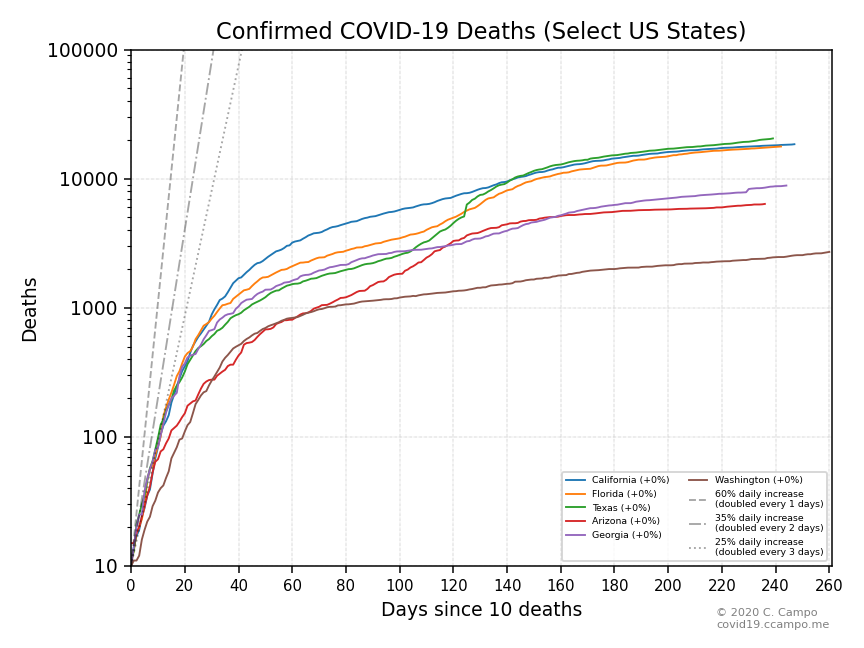 Confirmed COVID-19 Deaths (Select US States)
100000
10000
1000
100
10
Deaths
0 20 40 60 80 100 120 140 160 180 200 220 240 260
Days since 10 deaths
California (+0%)
Florida (+0%)
Texas (+0%)
Arizona (+0%)
Georgia (+0%)
Washington (+0%)
60% daily increase
(doubled every 1 days)
35% daily increase
(doubled every 2 days)
25% daily increase
(doubled every 3 days)
© 2020 C. Campo
covid19.ccampo.me